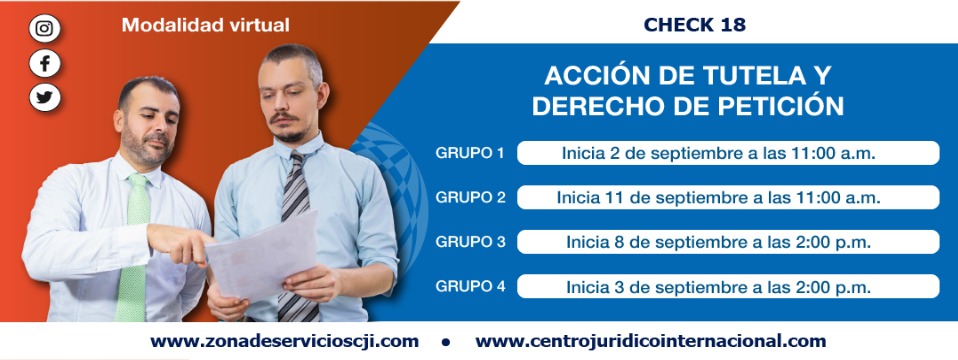 Modalidad virtual
CHECK 18
ACCIÓN DE TUTELA Y
DERECHO DE PETICIÓN
GRUPO 1 Inicia 2 de septiembre a las 11:00 a.m.
GRUPO 2 Inicia 11 de septiembre a las 11:00 a.m.
GRUPO 3 Inicia 8 de septiembre a las 2:00 p.m.
GRUPO 4 Inicia 3 de septiembre a las 2:00 p.m.
www.zonadeservicioscji.com • www.centrojuridicointernacional.com